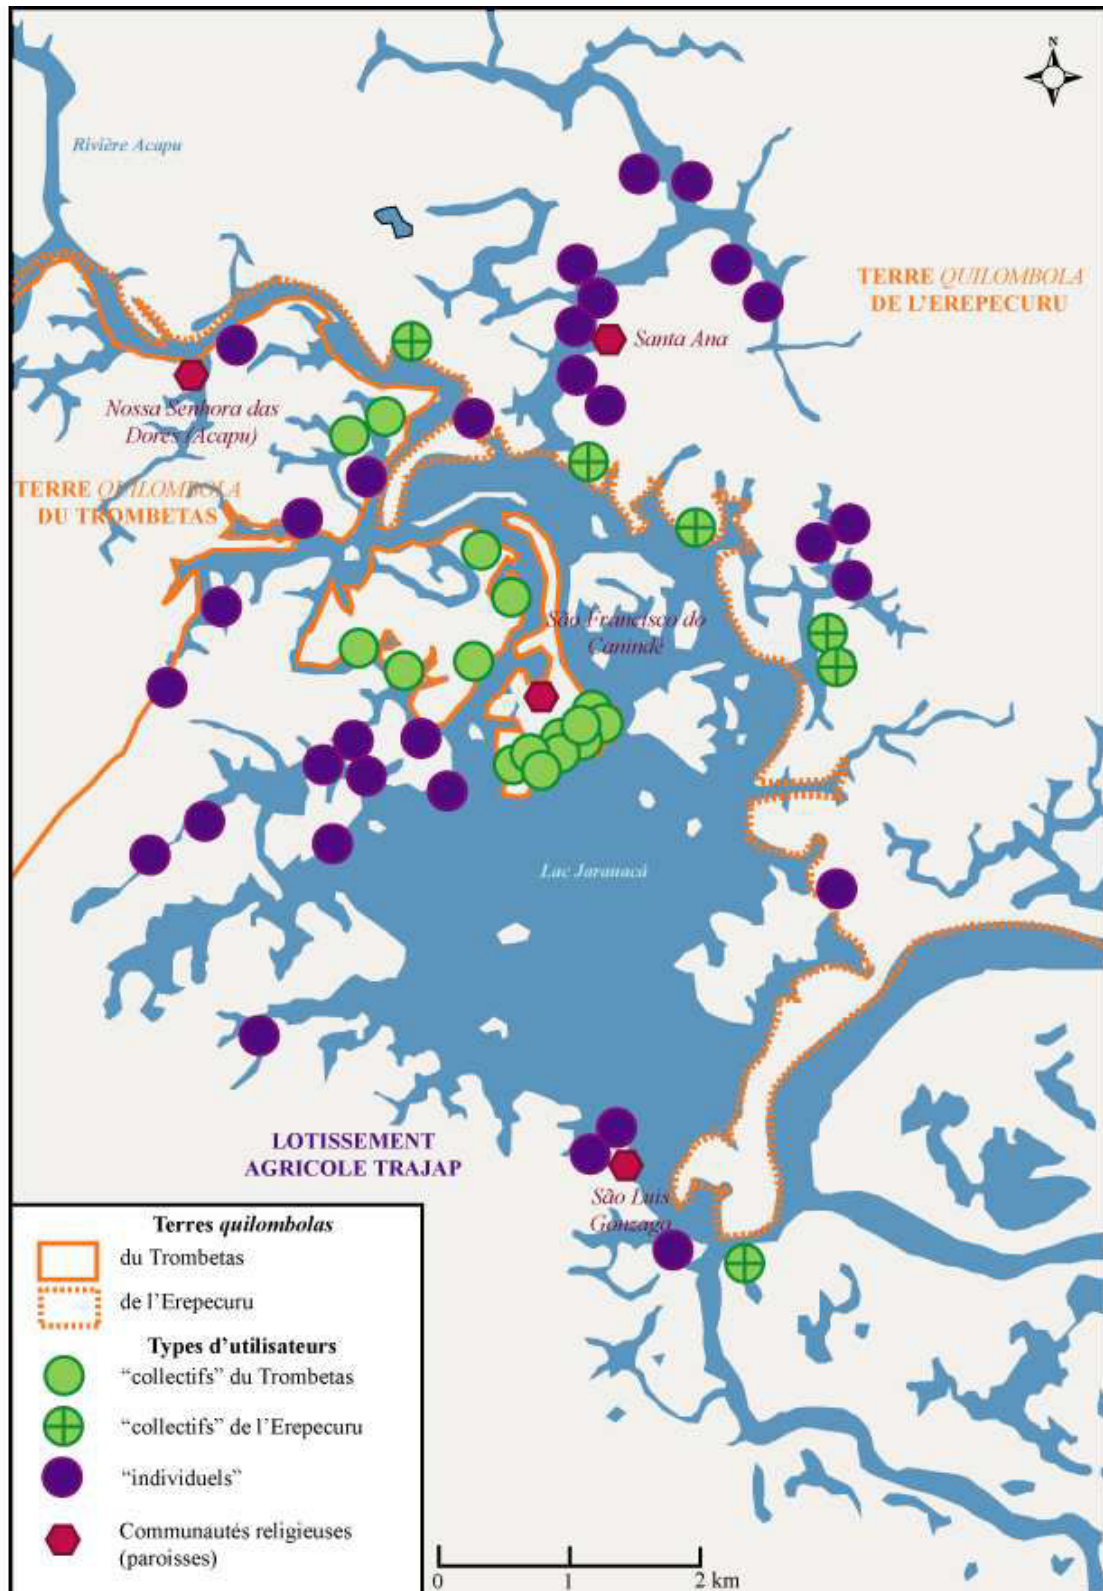 N
Rivière Acapu
TERRE QUILOMBOLA
DE L'EREPECURU
Santa Ana
Nossa Senhora das
Dores (Acapu)
TERRE QUILOMBOLA
DU TROMBETAS
São Francisco do
Canindé
Lac Jarauacá
LOTISSEMENT
AGRICOLE TRAJAP
São Luis
Gonzaga
Terres quilombolas
du Trombetas
de l'Erepecuru
Types d'utilisateurs
"collectifs" du Trombetas
"collectifs" de l'Erepecuru
"individuels"
Communautés religieuses
(paroisses)
0 1 2 km